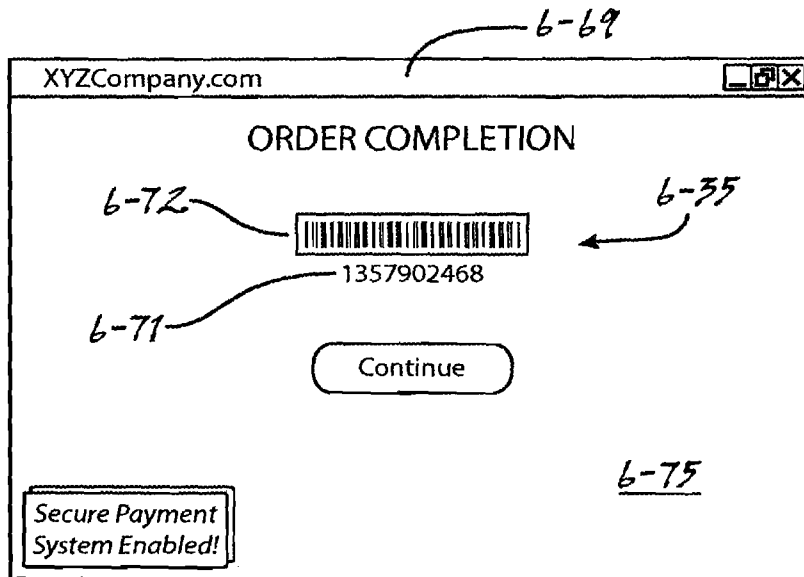 6-69
XYZCompany.com
ORDER COMPLETION
6-72
6-35
1357902468
6-71
Continue
6-75
Secure Payment
System Enabled!